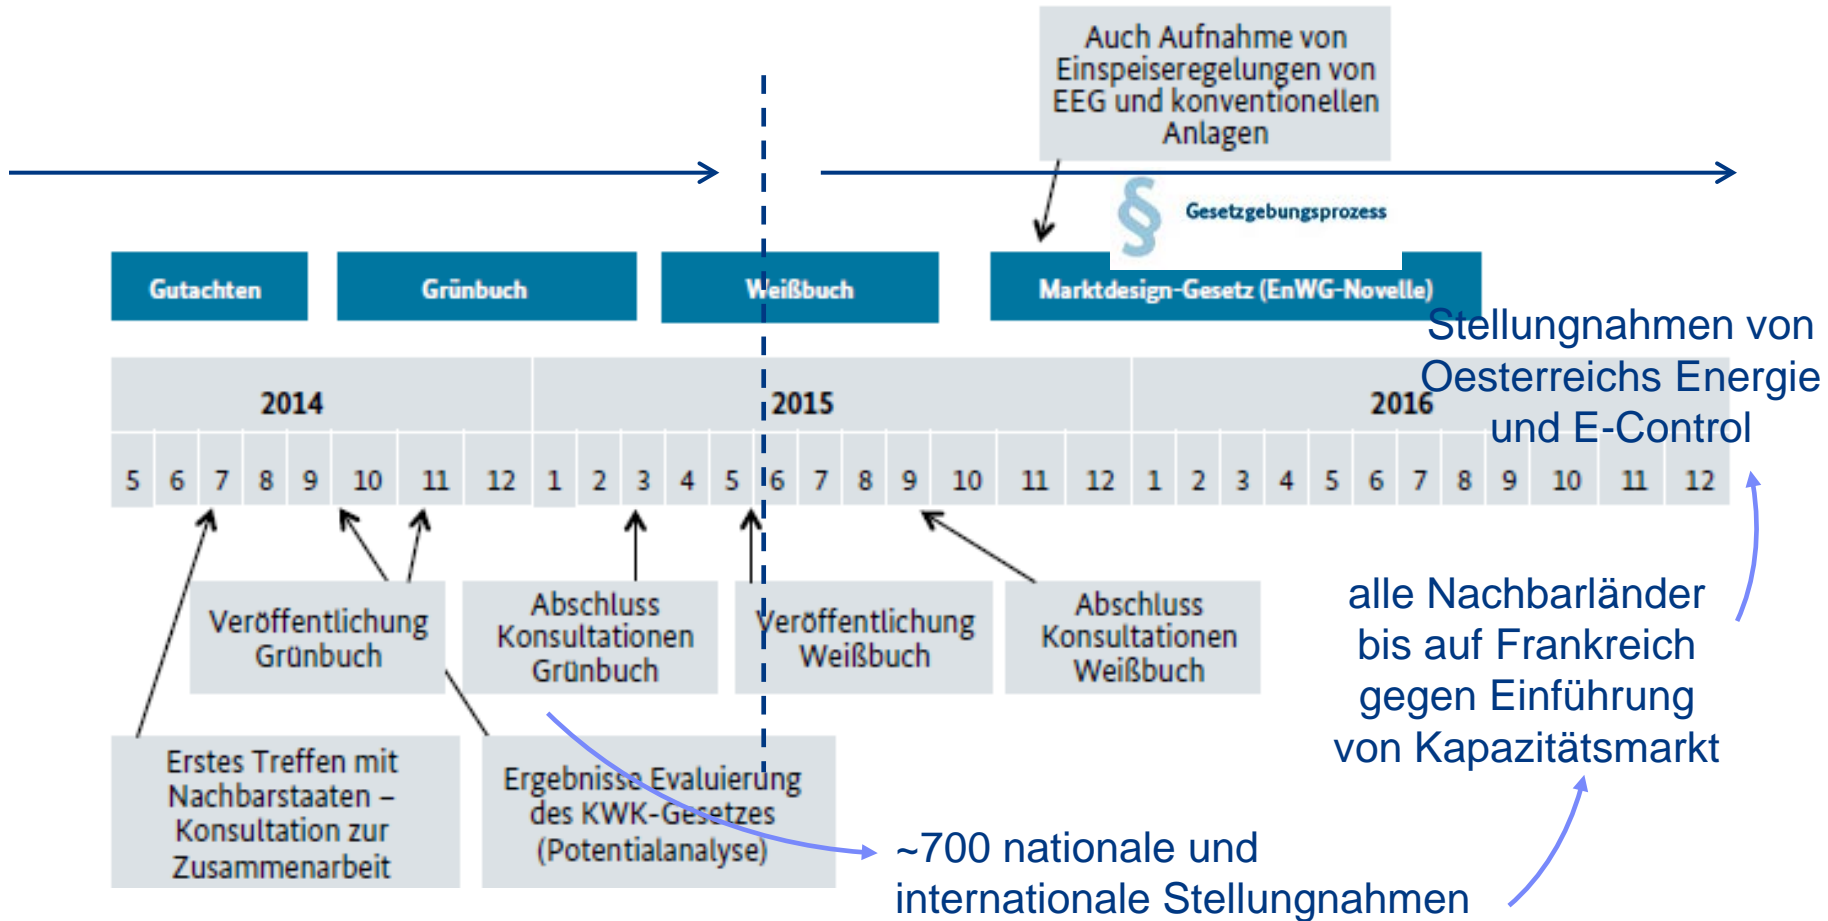 Auch Aufnahme von
Einspeiseregelungen von
EEG und konventionellen
Anlagen
§ Gesetzgebungsprozess
Gutachten
Grünbuch
Weißbuch
Marktdesign-Gesetz (EnWG-Novelle)
Stellungnahmen von
Oesterreichs Energie
und E-Control
2014
2015
2016
5 6 7 8 9 10 11 12 1 2 3 4 5 6 7 8 9 10 11 12 1 2 3 4 5 6 7 8 9 10 11 12
Veröffentlichung
Grünbuch
Abschluss
Konsultationen
Grünbuch
Veröffentlichung
Weißbuch
Abschluss
Konsultationen
Weißbuch
alle Nachbarländer
bis auf Frankreich
gegen Einführung
von Kapazitätsmarkt
Erstes Treffen mit
Nachbarstaaten –
Konsultation zur
Zusammenarbeit
Ergebnisse Evaluierung
des KWK-Gesetzes
(Potentialanalyse)
~700 nationale und
internationale Stellungnahmen